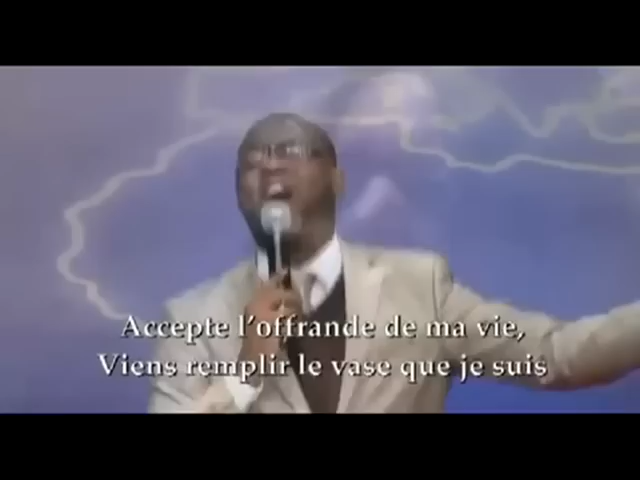 Accepte l'offrande de ma vie,
Viens remplir le vase que je suis